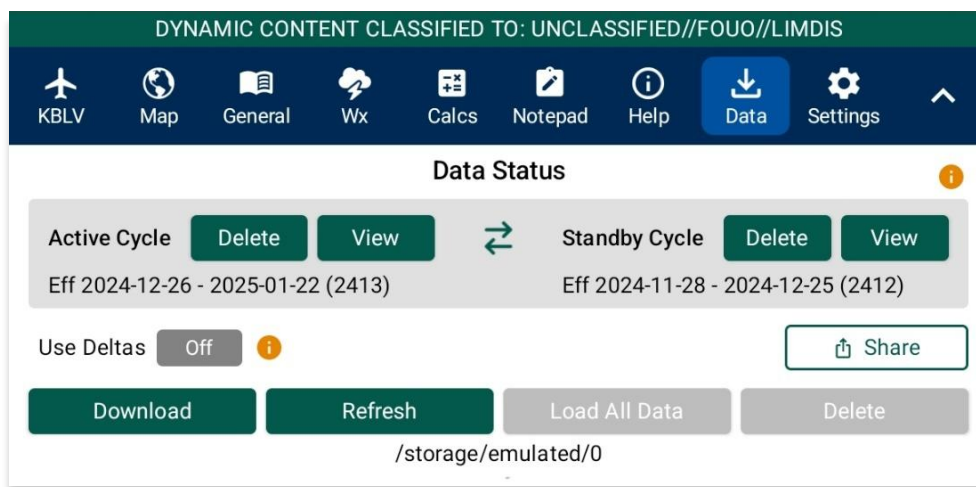 DYNAMIC CONTENT CLASSIFIED TO: UNCLASSIFIED//FOUO//LIMDIS
KBLV Map General Wx Calcs Notepad Help Data Settings
Data Status
Active Cycle Delete View Standby Cycle Delete View
Eff 2024-12-26 - 2025-01-22 (2413) Eff 2024-11-28 - 2024-12-25 (2412)
Use Deltas Off Share
Download Refresh Load All Data Delete
/storage/emulated/0